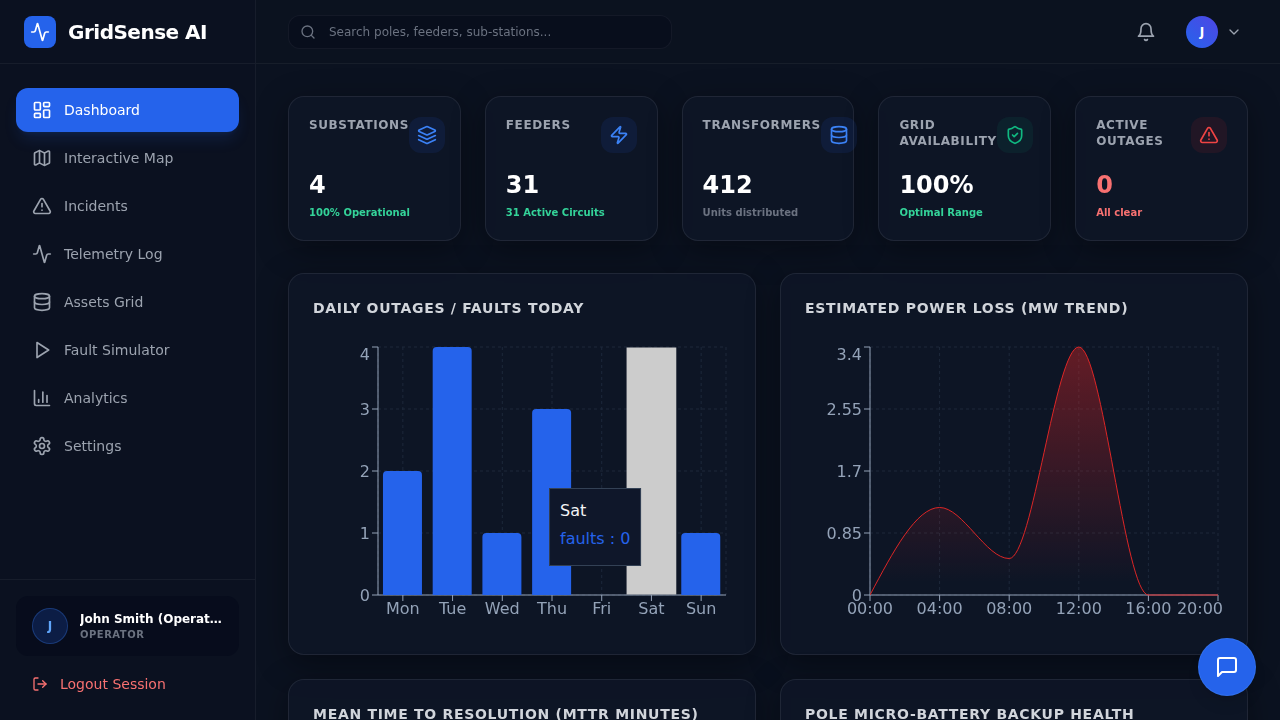 GridSense AI
Search poles, feeders, sub-stations...
J
Dashboard
Interactive Map
Incidents
Telemetry Log
Assets Grid
Fault Simulator
Analytics
Settings
J
John Smith (Operat...
OPERATOR
Logout Session
SUBSTATIONS
4
100% Operational
FEEDERS
31
31 Active Circuits
TRANSFORMERS
412
Units distributed
GRID
AVAILABILITY
100%
Optimal Range
ACTIVE
OUTAGES
0
All clear
DAILY OUTAGES / FAULTS TODAY
4
3
2
1
0
Mon Tue Wed Thu Fri Sat Sun
Sat
faults : 0
ESTIMATED POWER LOSS (MW TREND)
3.4
2.55
1.7
0.85
0
00:00 04:00 08:00 12:00 16:00 20:00
MEAN TIME TO RESOLUTION (MTTR MINUTES)
POLE MICRO-BATTERY BACKUP HEALTH